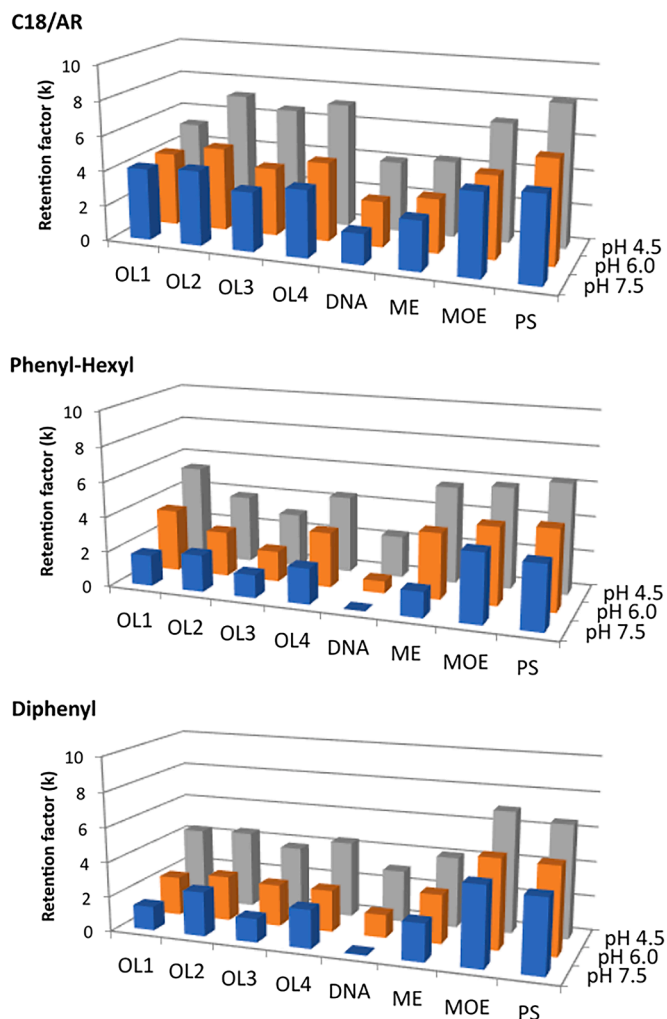 C18/AR
Retention factor (k)
10
8
6
4
2
0
OL1 OL2 OL3 OL4 DNA ME MOE PS
pH 4.5
pH 6.0
pH 7.5
Phenyl-Hexyl
Retention factor (k)
10
8
6
4
2
0
OL1 OL2 OL3 OL4 DNA ME MOE PS
pH 4.5
pH 6.0
pH 7.5
Diphenyl
Retention factor (k)
10
8
6
4
2
0
OL1 OL2 OL3 OL4 DNA ME MOE PS
pH 4.5
pH 6.0
pH 7.5